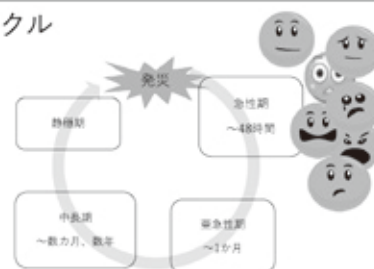 クル
発災
急性期
～48時間
静穏期
中長期
～数カ月、数年
亜急性期
～1か月